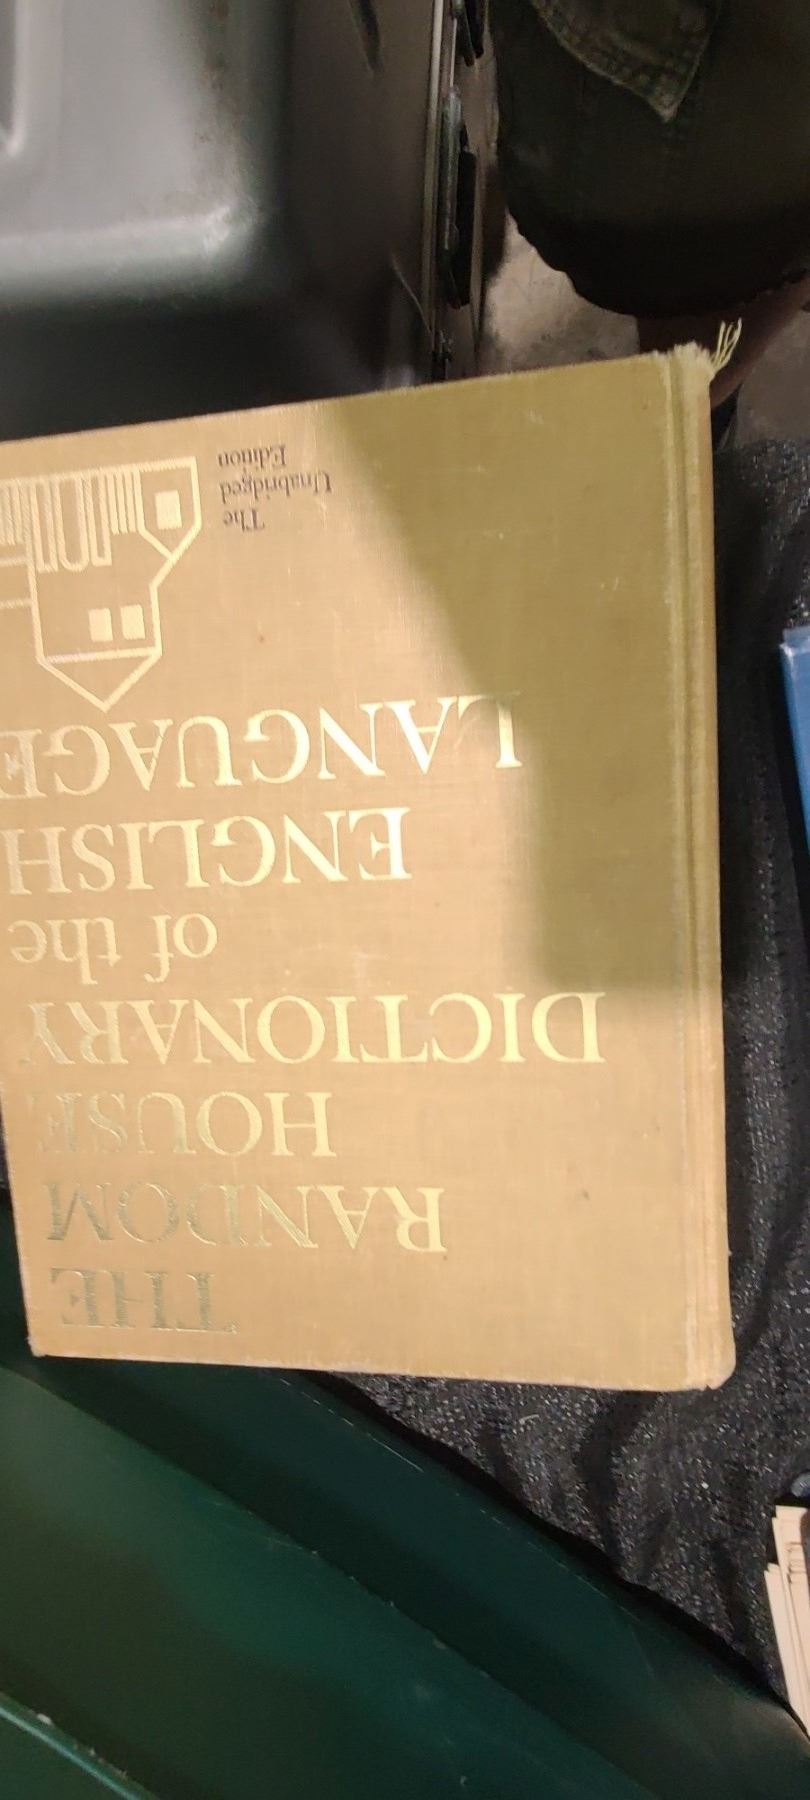 THE
RANDOM
HOUSE
DICTIONARY
of the
ENGLISH
LANGUAGE
The
Unabridged
Edition